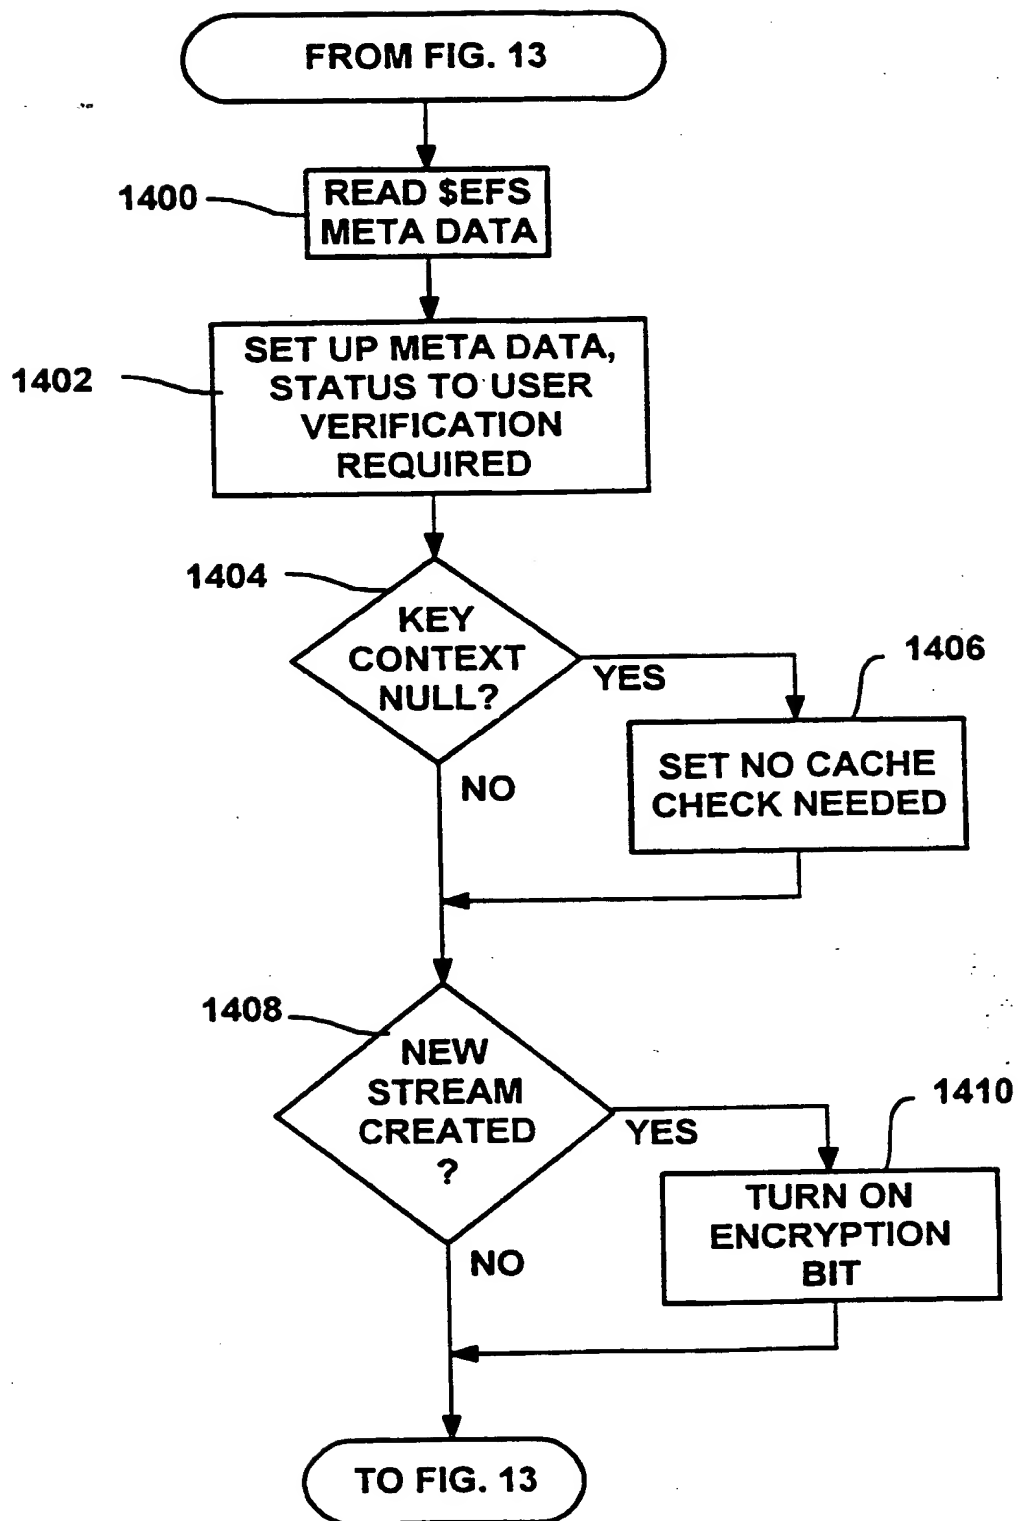 FROM FIG. 13
1400
READ $EFS
META DATA
1402
SET UP META DATA,
STATUS TO USER
VERIFICATION
REQUIRED
1404
KEY
CONTEXT
NULL?
YES
1406
SET NO CACHE
CHECK NEEDED
NO
1408
NEW
STREAM
CREATED
?
YES
1410
TURN ON
ENCRYPTION
BIT
NO
TO FIG. 13